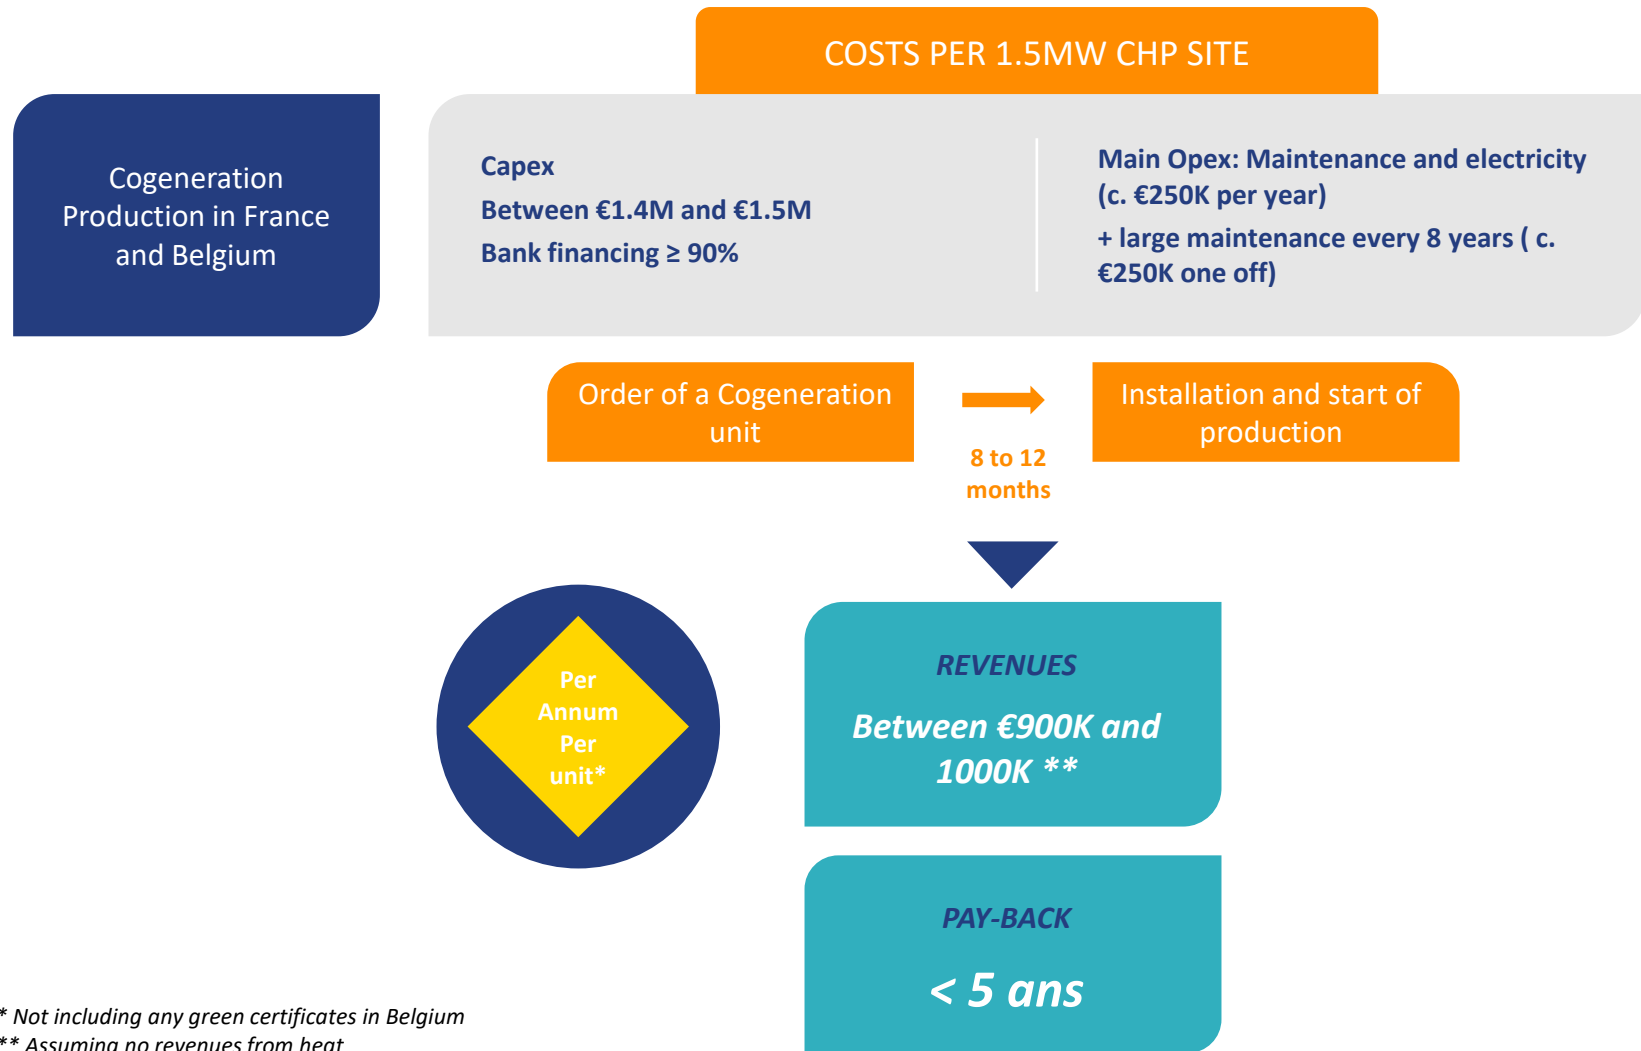 COSTS PER 1.5MW CHP SITE
Cogeneration
Production in France
and Belgium
Capex
Between €1.4M and €1.5M
Bank financing ≥ 90%
Main Opex: Maintenance and electricity
(c. €250K per year)
+ large maintenance every 8 years ( c.
€250K one off)
Order of a Cogeneration
unit
8 to 12
months
Installation and start of
production
Per
Annum
Per
unit*
REVENUES
Between €900K and
1000K **
PAY-BACK
< 5 ans
* Not including any green certificates in Belgium
** Assuming no revenues from heat